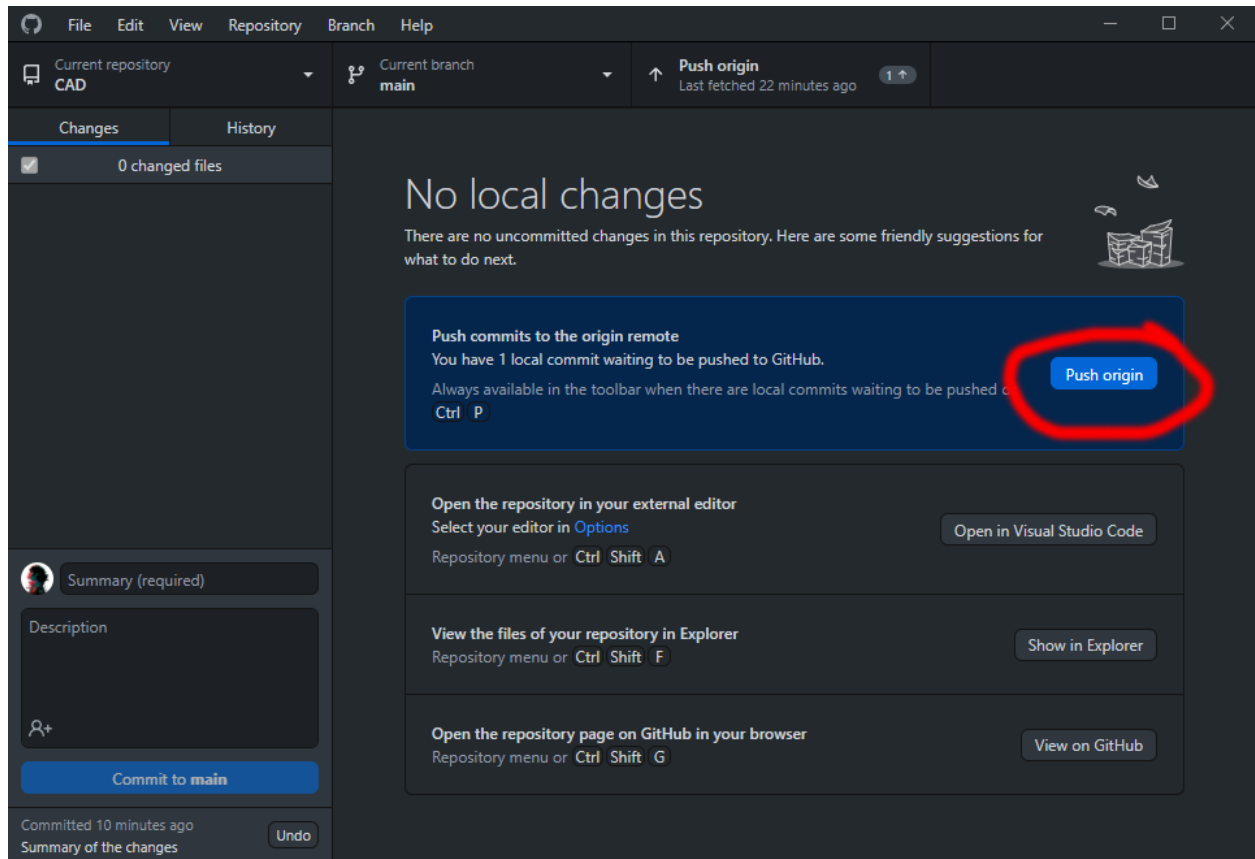 File Edit View Repository Branch Help
Current repository
CAD
Current branch
main
Push origin
Last fetched 22 minutes ago
1
Changes History
0 changed files
No local changes
There are no uncommitted changes in this repository. Here are some friendly suggestions for
what to do next.
Push commits to the origin remote
You have 1 local commit waiting to be pushed to GitHub.
Always available in the toolbar when there are local commits waiting to be pushed
Ctrl P
Push origin
Open the repository in your external editor
Select your editor in Options
Repository menu or Ctrl Shift A
Open in Visual Studio Code
View the files of your repository in Explorer
Repository menu or Ctrl Shift F
Show in Explorer
Open the repository page on GitHub in your browser
Repository menu or Ctrl Shift G
View on GitHub
Summary (required)
Description
Commit to main
Committed 10 minutes ago
Summary of the changes
Undo